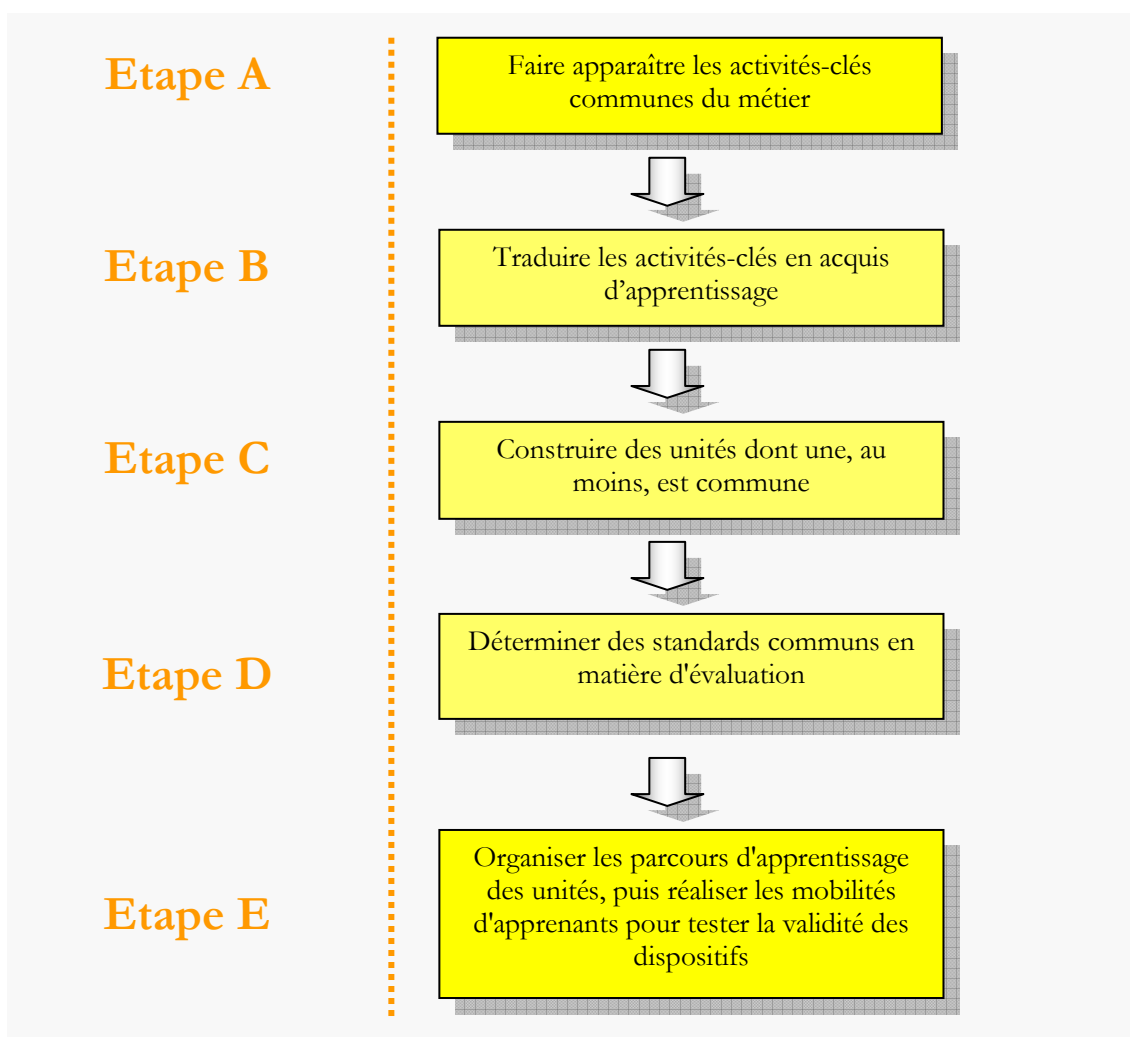 Etape A
Faire apparaître les activités-clés
communes du métier
Etape B
Traduire les activités-clés en acquis
d’apprentissage
Etape C
Construire des unités dont une, au
moins, est commune
Etape D
Déterminer des standards communs en
matière d'évaluation
Etape E
Organiser les parcours d'apprentissage
des unités, puis réaliser les mobilités
d'apprenants pour tester la validité des
dispositifs